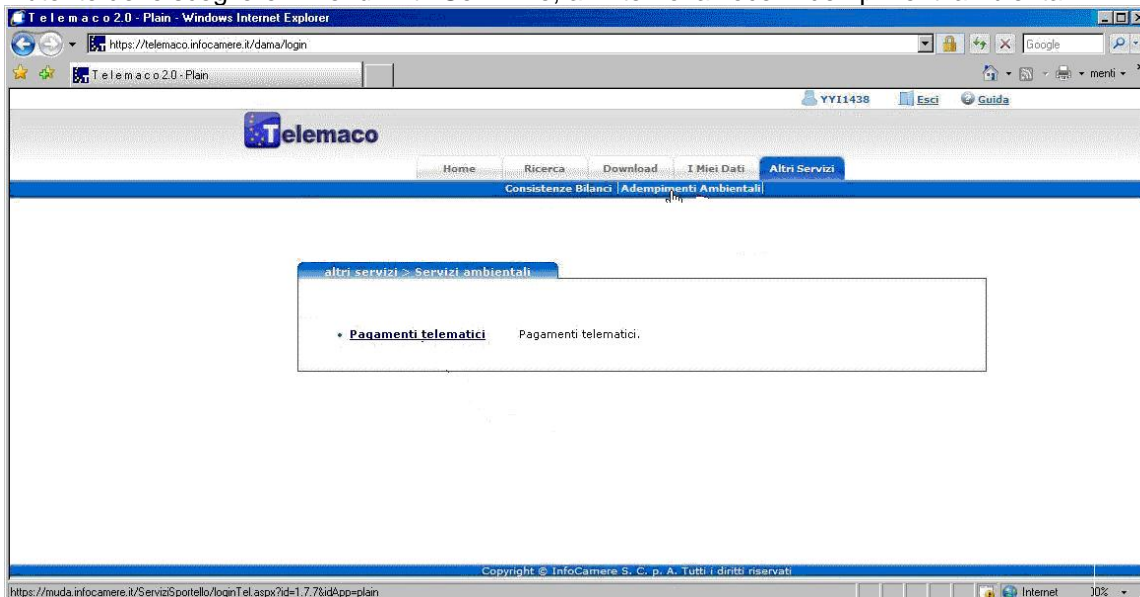 T e l e m a c o 2.0 - Plain - Windows Internet Explorer
https://telemaco.infocamere.it/dama/login
Google
T e l e m a c o 2.0 - Plain
menti
YYI1438 Esci Guida
Telemaco
Home Ricerca Download I Miei Dati Altri Servizi
Consistenze Bilanci | Adempimenti Ambientali |
altri servizi > Servizi ambientali
• Pagamenti telematici Pagamenti telematici.
Copyright © InfoCamere S. C. p. A. Tutti i diritti riservati
https://muda.infocamere.it/ServiziSportello/loginTel.aspx?id=1.7.7&idApp=plain Internet